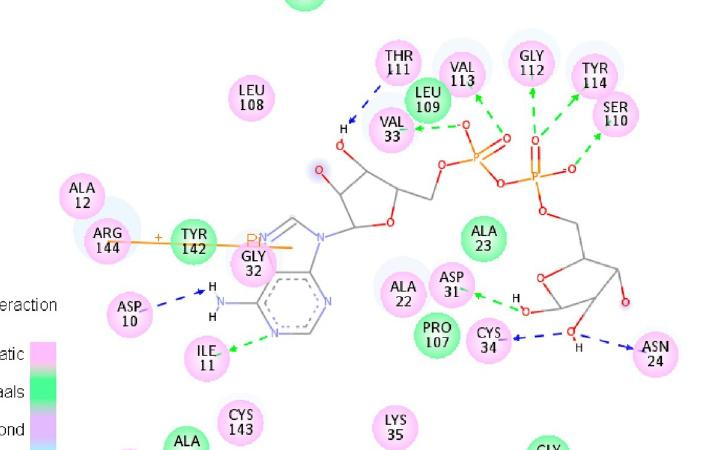 THR
111
VAL
113
GLY
112
TYR
114
LEU
108
LEU
109
SER
110
VAL
33
H
O
O
O
O
O
O
P
P
O
O
O
ALA
12
ARG
144
+
TYR
142
Pi
N
N
GLY
32
O
ALA
23
ALA
22
ASP
31
O
eraction
ASP
10
H
N
H
N
H
O
O
PRO
107
CYS
34
O
H
ASN
24
atic
ILE
11
N
aals
ond
CYS
143
LYS
35
ALA
GLY